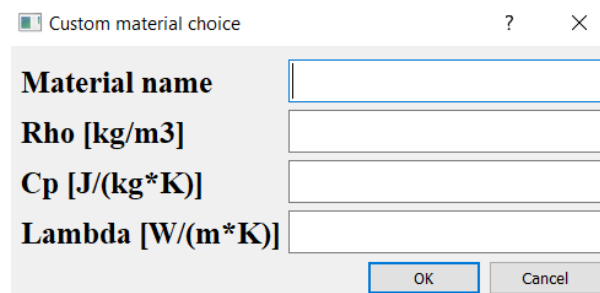 Custom material choice ?
Material name
Rho [kg/m3]
Cp [J/(kg*K)]
Lambda [W/(m*K)]
OK Cancel